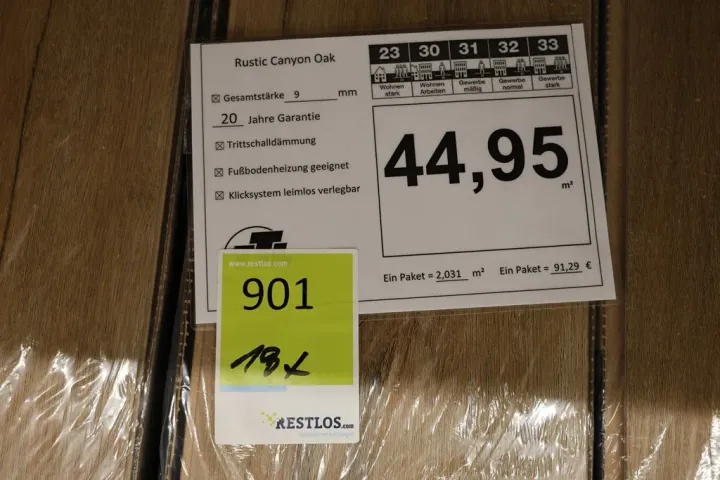 Rustic Canyon Oak
☒ Gesamtstärke 9 mm
20 Jahre Garantie
☒ Trittschalldämmung
☒ Fußbodenheizung geeignet
☒ Klicksystem leimlos verlegbar
23 30 31 32 33
Wohnen stark
Wohnen Arbeiten
Gewerbe mäßig
Gewerbe normal
Gewerbe stark
44,95
m²
Ein Paket = 2,031 m² Ein Paket = 91,29 €
www.restlos.com
901
18x
RESTLOS.com